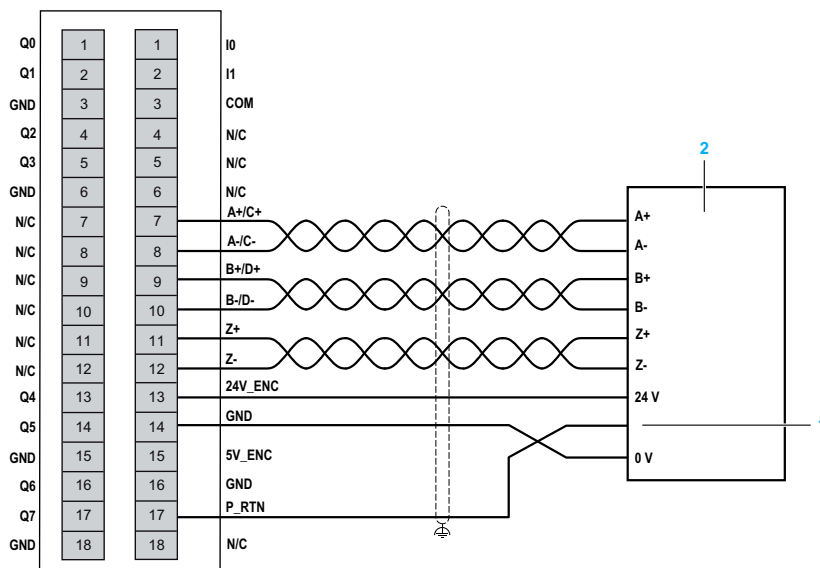 Q0 1 1 I0
Q1 2 2 I1
GND 3 3 COM
Q2 4 4 N/C
Q3 5 5 N/C
GND 6 6 N/C
N/C 7 7 A+/C+ A+
N/C 8 8 A-/C- A-
N/C 9 9 B+/D+ B+
N/C 10 10 B-/D- B-
N/C 11 11 Z+ Z+
N/C 12 12 Z- Z-
Q4 13 13 24V_ENC 24 V
Q5 14 14 GND
GND 15 15 5V_ENC 0 V
Q6 16 16 GND
Q7 17 17 P_RTN
GND 18 18 N/C
2